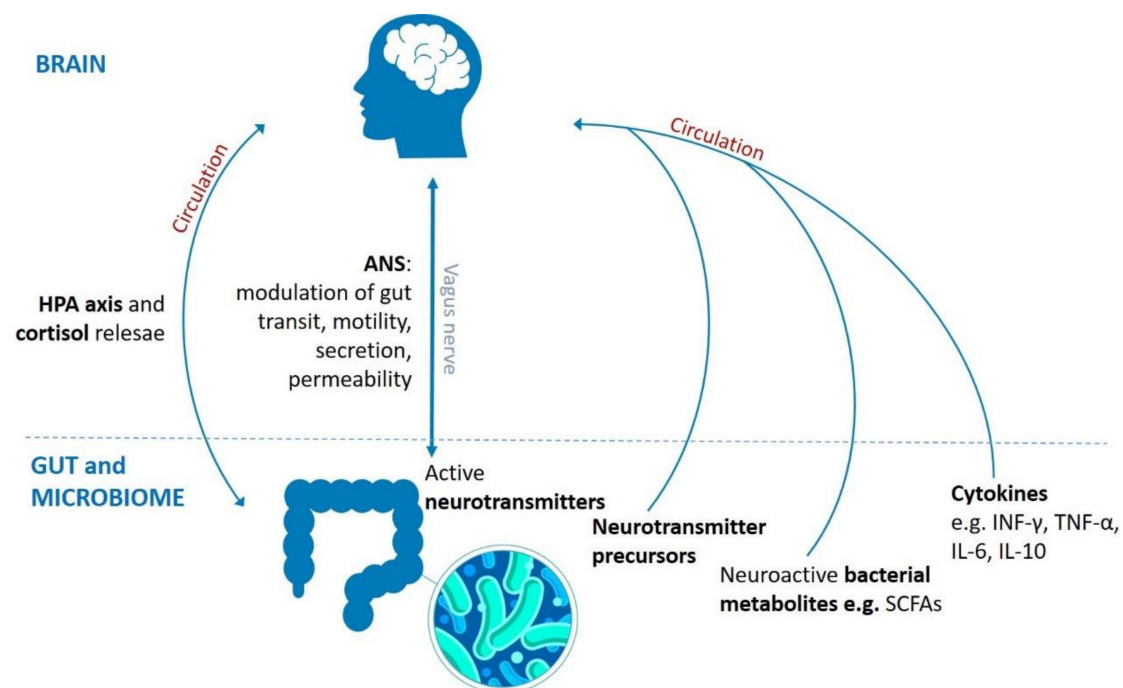 BRAIN
Circulation
Circulation
HPA axis and
cortisol relesae
ANS:
modulation of gut
transit, motility,
secretion,
permeability
Vagus nerve
GUT and
MICROBIOME
Active
neurotransmitters
Neurotransmitter
precursors
Neuroactive bacterial
metabolites e.g. SCFAs
Cytokines
e.g. INF-γ, TNF-α,
IL-6, IL-10